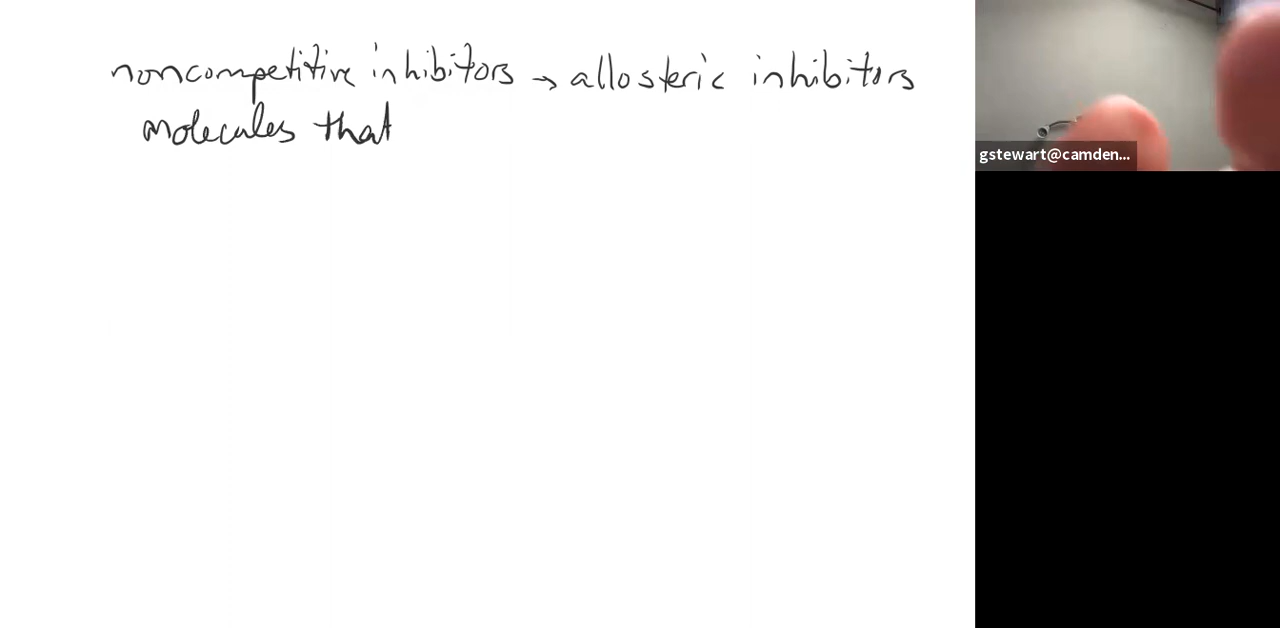 noncompetitive inhibitors → allosteric inhibitors
molecules that
gstewart@camden...